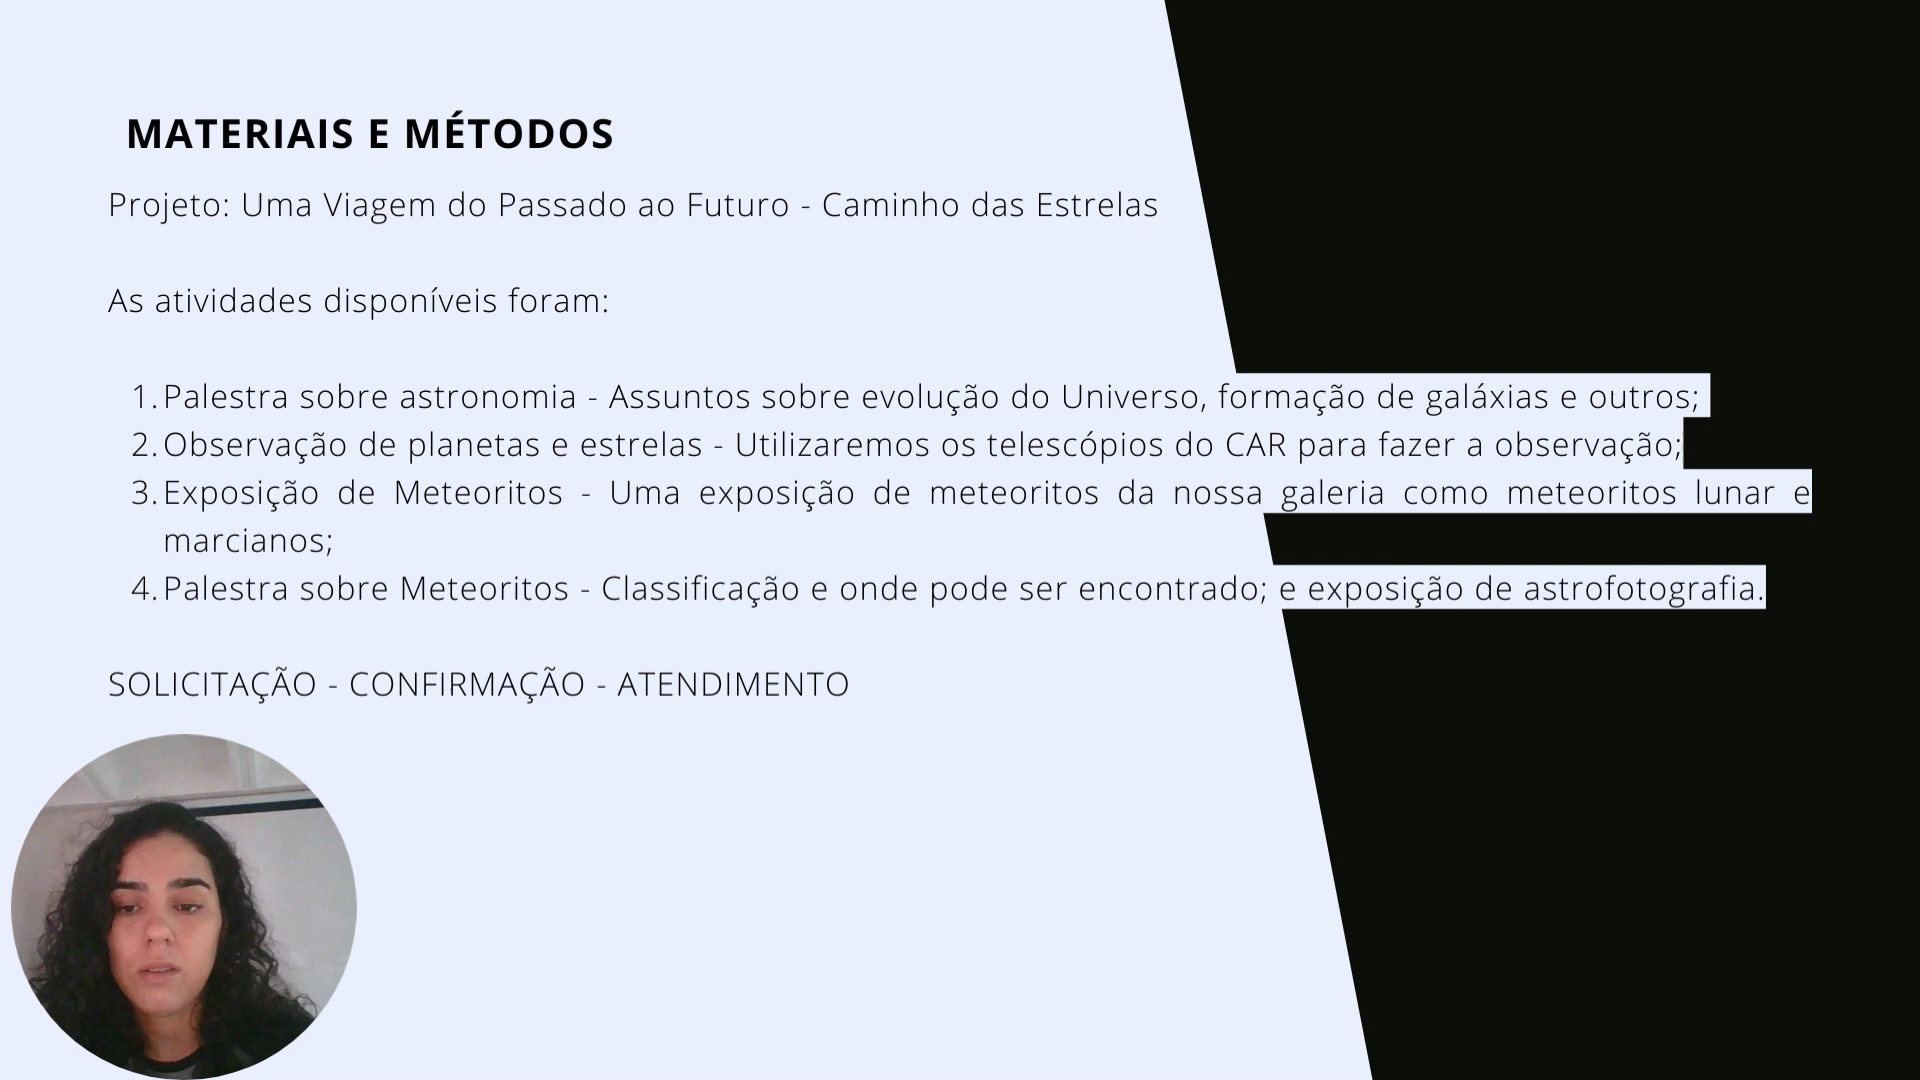 MATERIAIS E MÉTODOS
Projeto: Uma Viagem do Passado ao Futuro - Caminho das Estrelas
As atividades disponíveis foram:
1. Palestra sobre astronomia - Assuntos sobre evolução do Universo, formação de galáxias e outros;
2. Observação de planetas e estrelas - Utilizaremos os telescópios do CAR para fazer a observação;
3. Exposição de Meteoritos - Uma exposição de meteoritos da nossa galeria como meteoritos lunar e
marcianos;
4. Palestra sobre Meteoritos - Classificação e onde pode ser encontrado; e exposição de astrofotografia.
SOLICITAÇÃO - CONFIRMAÇÃO - ATENDIMENTO